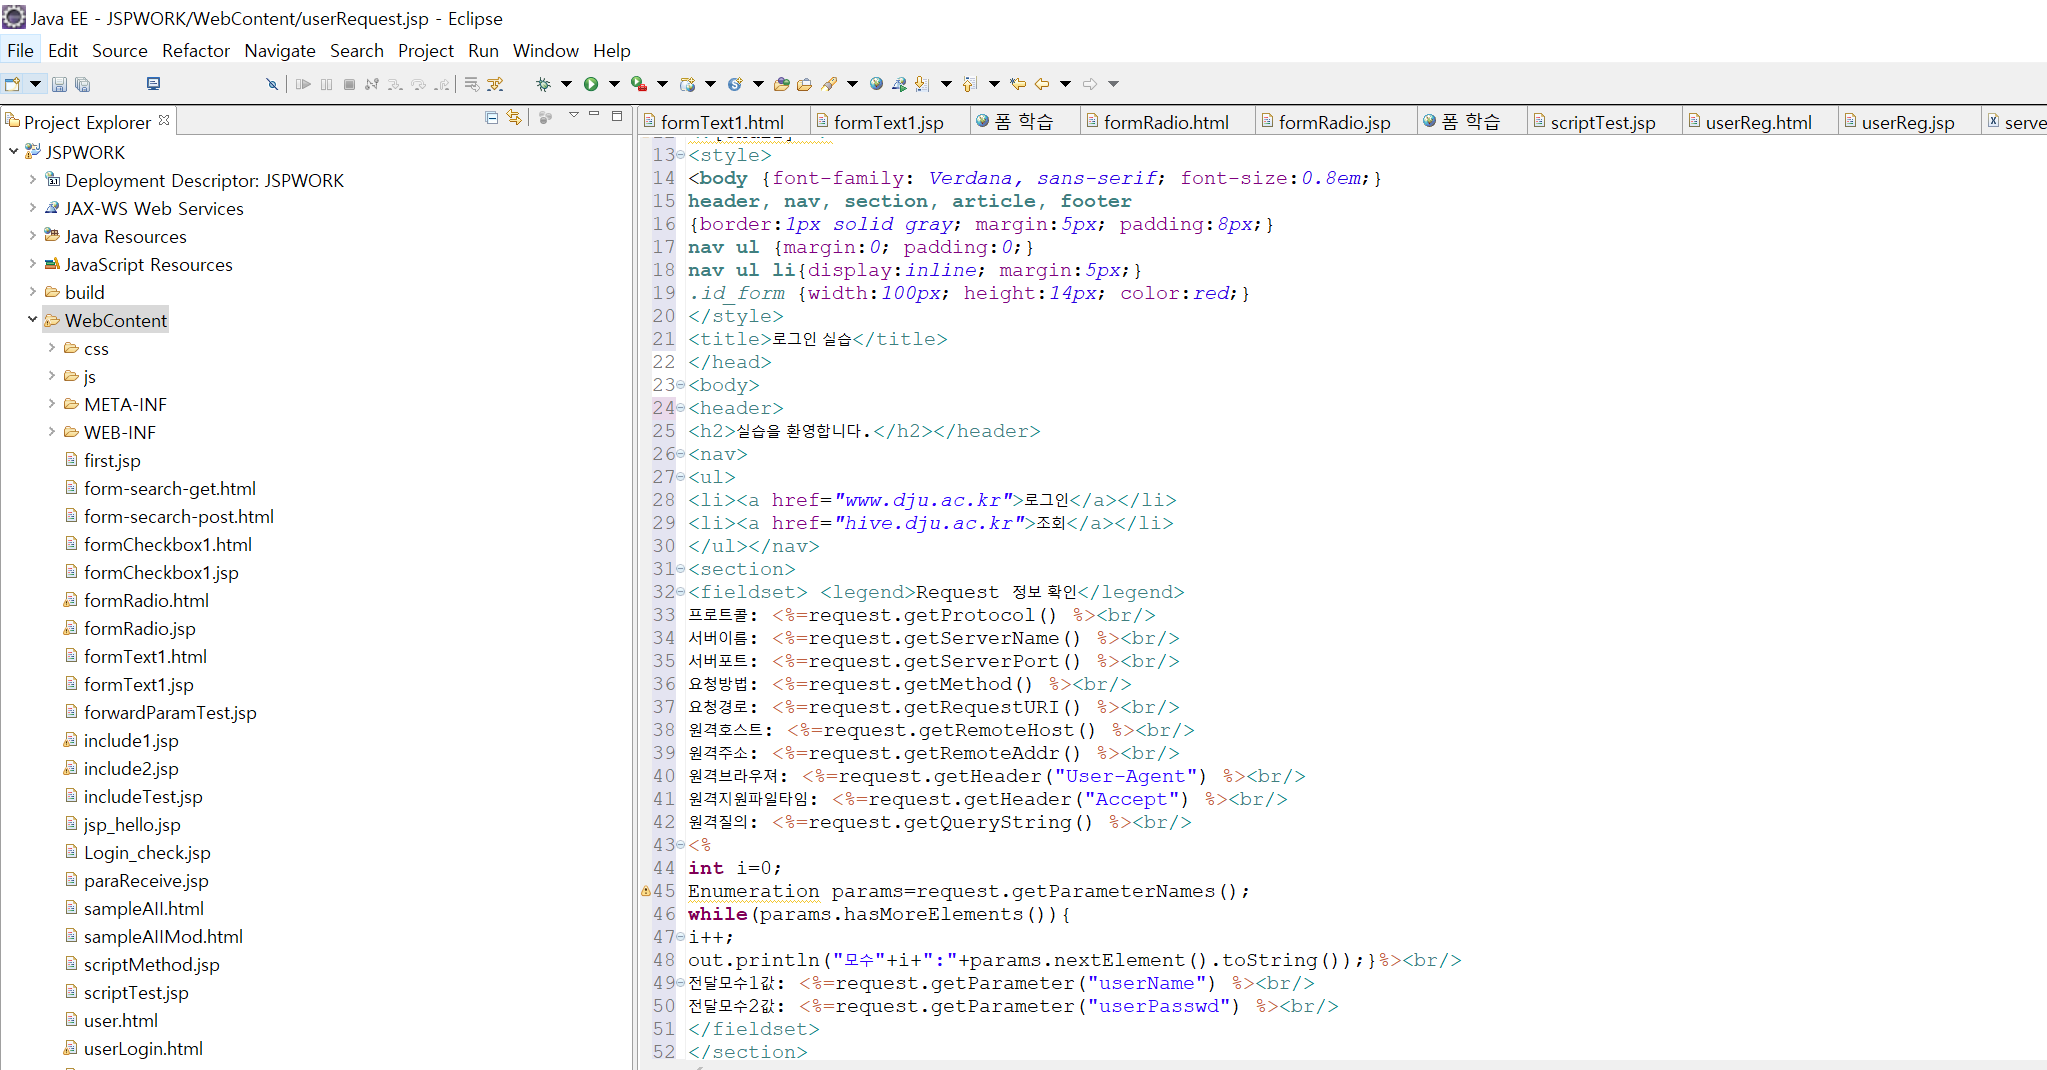 Java EE - JSPWORK/WebContent/userRequest.jsp - Eclipse
File Edit Source Refactor Navigate Search Project Run Window Help
Project Explorer
JSPWORK
Deployment Descriptor: JSPWORK
JAX-WS Web Services
Java Resources
JavaScript Resources
build
WebContent
css
js
META-INF
WEB-INF
first.jsp
form-search-get.html
form-secarch-post.html
formCheckbox1.html
formCheckbox1.jsp
formRadio.html
formRadio.jsp
formText1.html
formText1.jsp
forwardParamTest.jsp
include1.jsp
include2.jsp
includeTest.jsp
jsp_hello.jsp
Login_check.jsp
paraReceive.jsp
sampleAII.html
sampleAIIMod.html
scriptMethod.jsp
scriptTest.jsp
user.html
userLogin.html
formText1.html formText1.jsp 폼 학습 formRadio.html formRadio.jsp 폼 학습 scriptTest.jsp userReg.html userReg.jsp serve
13 <style>
14 <body {font-family: Verdana, sans-serif; font-size:0.8em;}
15 header, nav, section, article, footer
16 {border:1px solid gray; margin:5px; padding:8px;}
17 nav ul {margin:0; padding:0;}
18 nav ul li{display:inline; margin:5px;}
19 .id_form {width:100px; height:14px; color:red;}
20 </style>
21 <title>로그인 실습</title>
22 </head>
23 <body>
24 <header>
25 <h2>실습을 환영합니다.</h2></header>
26 <nav>
27 <ul>
28 <li><a href="www.dju.ac.kr">로그인</a></li>
29 <li><a href="hive.dju.ac.kr">조회</a></li>
30 </ul></nav>
31 <section>
32 <fieldset> <legend>Request 정보 확인</legend>
33 프로트콜: <%=request.getProtocol() %><br/>
34 서버이름: <%=request.getServerName() %><br/>
35 서버포트: <%=request.getServerPort() %><br/>
36 요청방법: <%=request.getMethod() %><br/>
37 요청경로: <%=request.getRequestURI() %><br/>
38 원격호스트: <%=request.getRemoteHost() %><br/>
39 원격주소: <%=request.getRemoteAddr() %><br/>
40 원격브라우져: <%=request.getHeader("User-Agent") %><br/>
41 원격지원파일타임: <%=request.getHeader("Accept") %><br/>
42 원격질의: <%=request.getQueryString() %><br/>
43 <%
44 int i=0;
45 Enumeration params=request.getParameterNames();
46 while(params.hasMoreElements()){
47 i++;
48 out.println("모수"+i+":"+params.nextElement().toString());}%><br/>
49 전달모수1값: <%=request.getParameter("userName") %><br/>
50 전달모수2값: <%=request.getParameter("userPasswd") %><br/>
51 </fieldset>
52 </section>